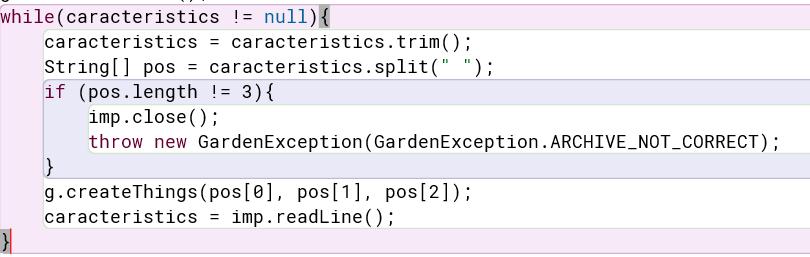 while(caracteristics != null){
caracteristics = caracteristics.trim();
String[] pos = caracteristics.split(" ");
if (pos.length != 3){
imp.close();
throw new GardenException(GardenException.ARCHIVE_NOT_CORRECT);
}
g.createThings(pos[0], pos[1], pos[2]);
caracteristics = imp.readLine();
}